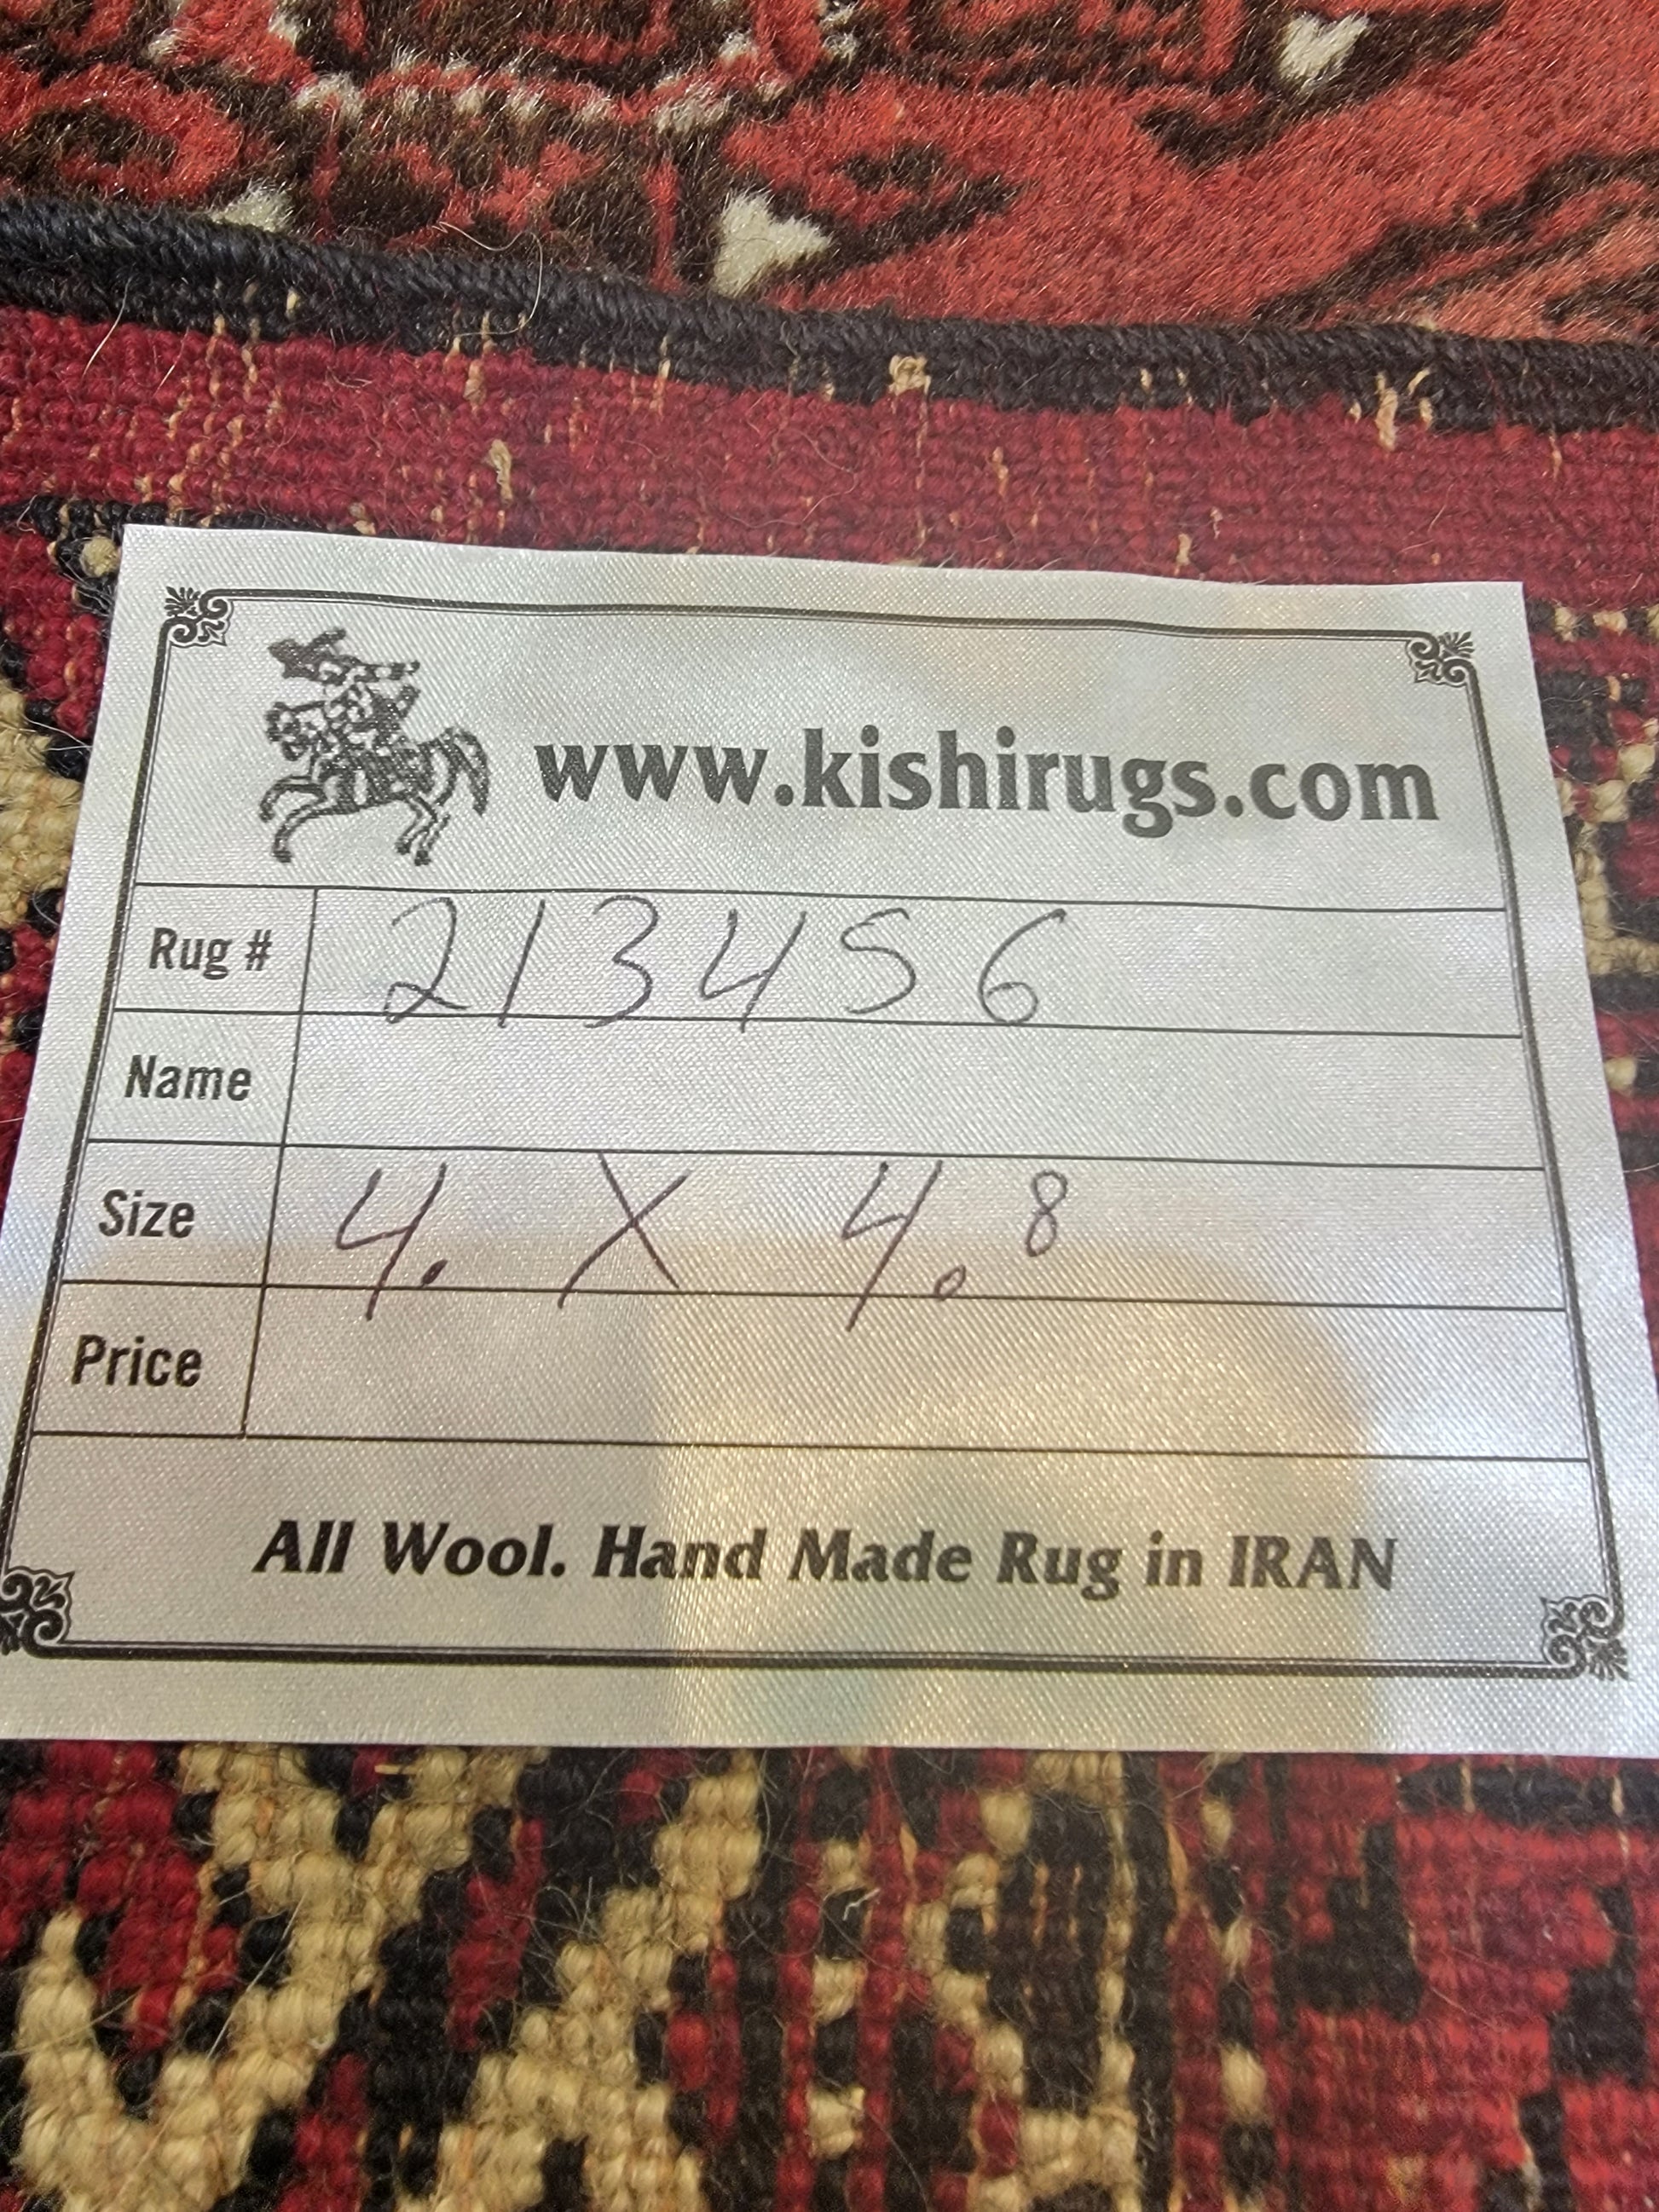 www.kishirugs.com
Rug # 213456
Name
Size 4. X 4.8
Price
All Wool. Hand Made Rug in IRAN